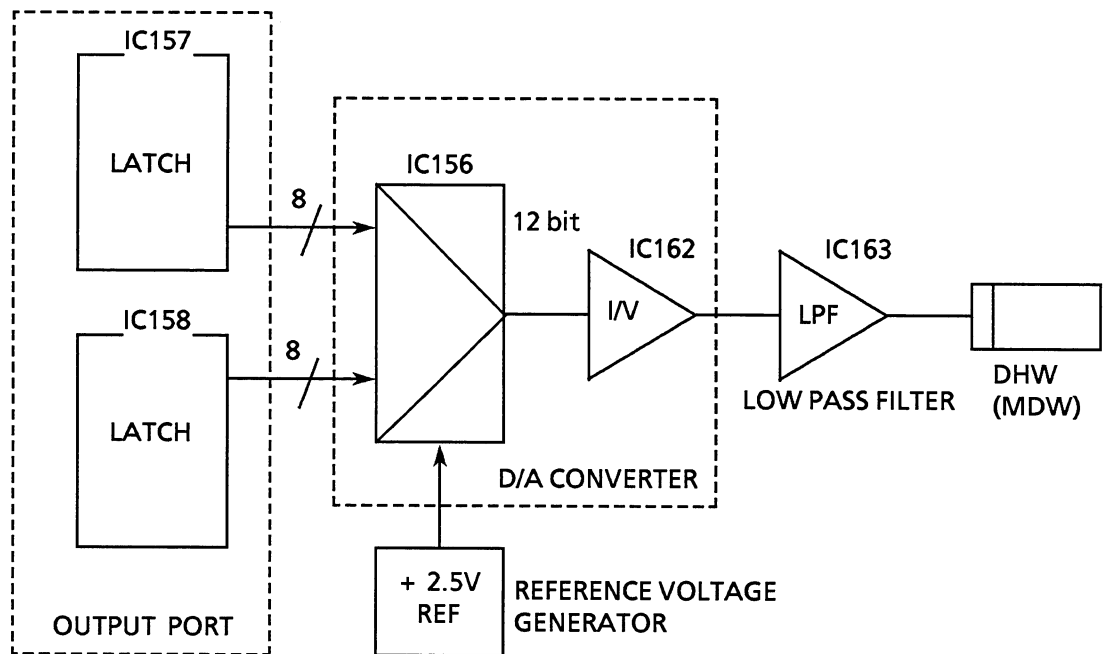 IC157
LATCH
8
IC158
8
LATCH
OUTPUT PORT
IC156
12 bit
IC162
I/V
D/A CONVERTER
+ 2.5V
REF
REFERENCE VOLTAGE
GENERATOR
IC163
LPF
LOW PASS FILTER
DHW
(MDW)